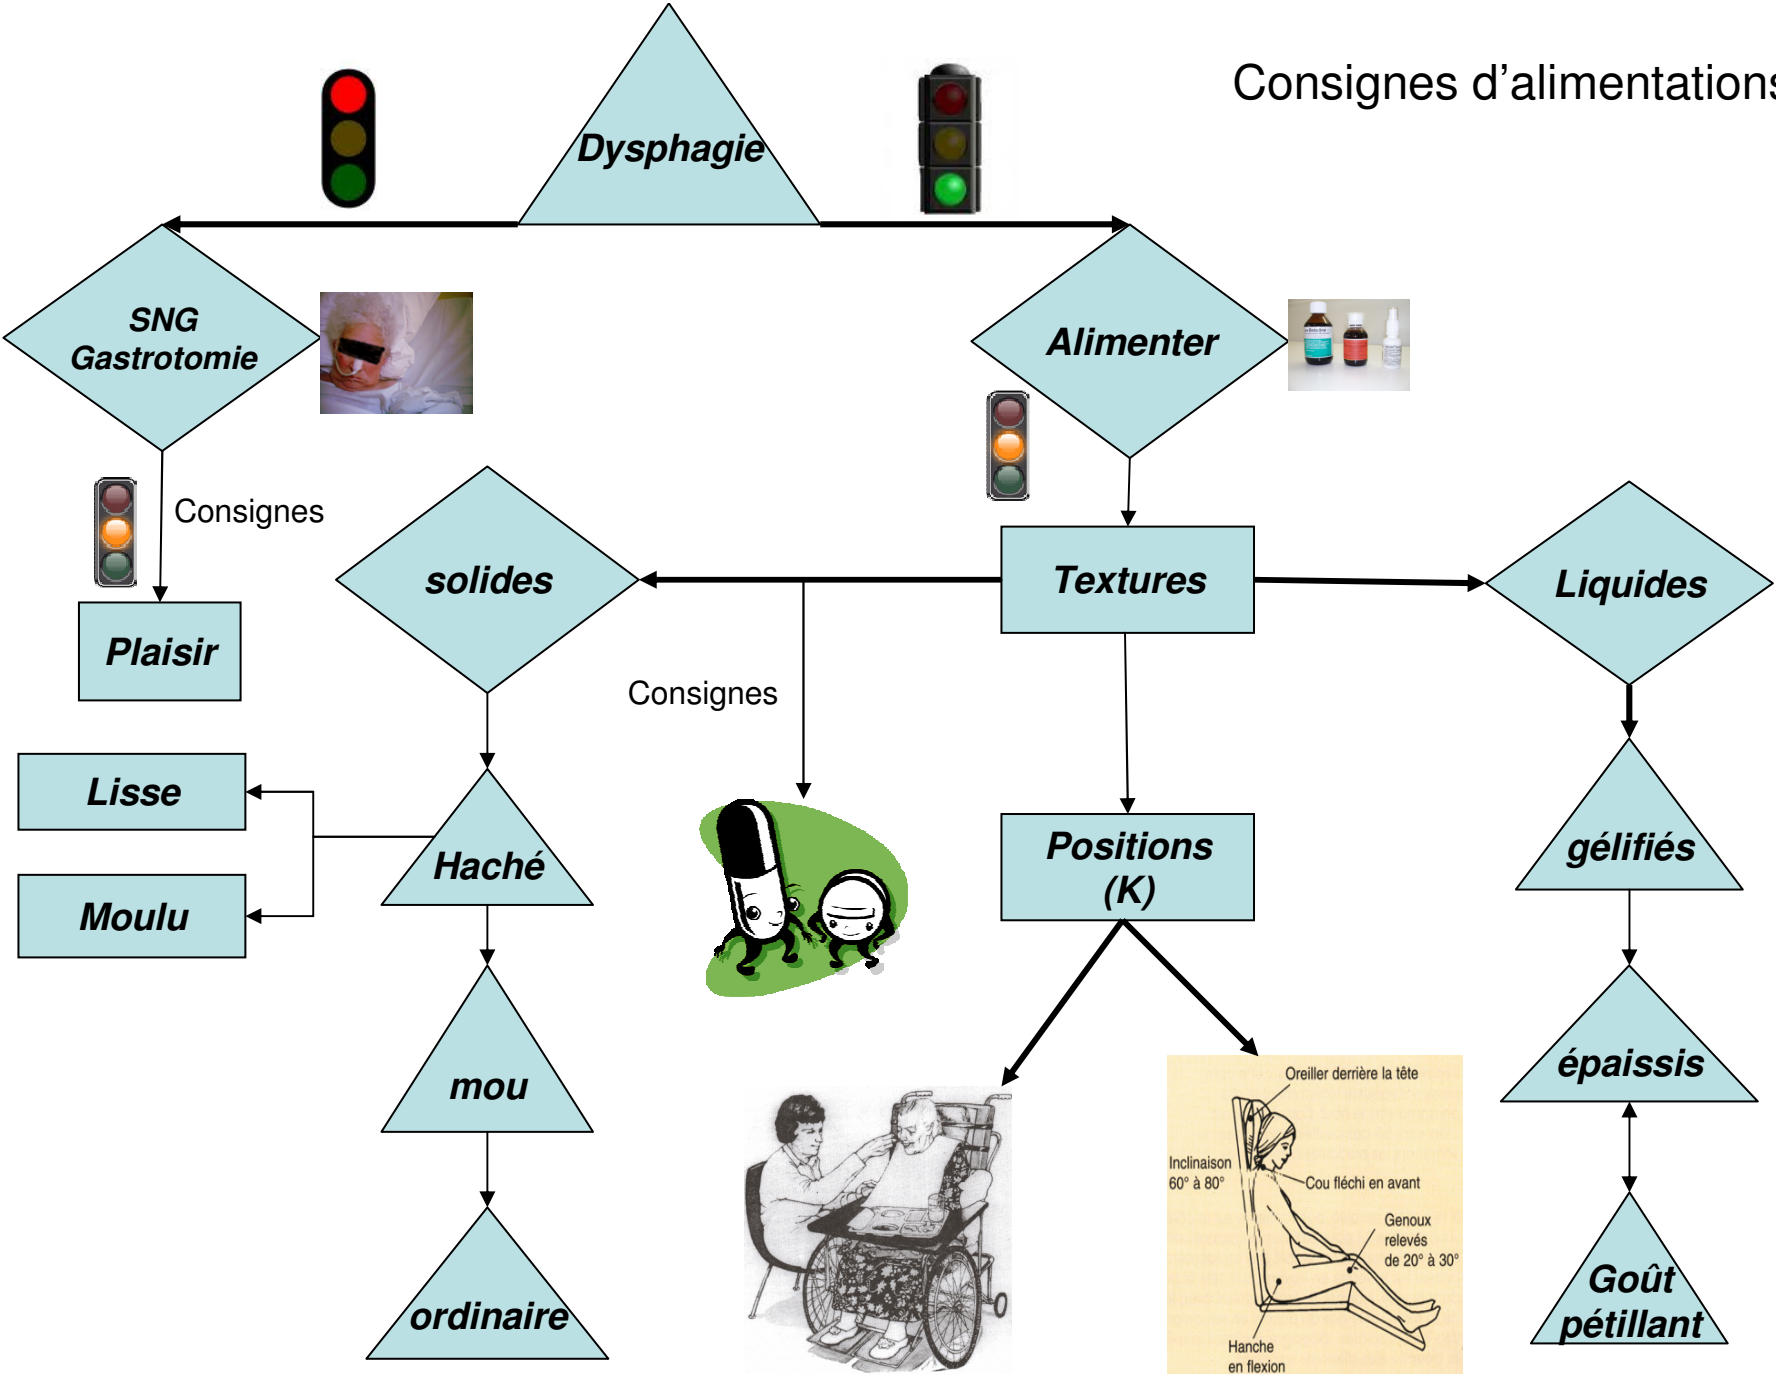 Consignes d'alimentations
Dysphagie
SNG
Gastrotomie
Alimenter
Consignes
solides
Textures
Liquides
Plaisir
Consignes
Lisse
Haché
Moulu
Positions
(K)
gélifiés
mou
épaissis
Oreiller derrière la tête
Inclinaison
60° à 80°
Cou fléchi en avant
Genoux
relevés
de 20° à 30°
Hanche
en flexion
ordinaire
Goût
pétillant